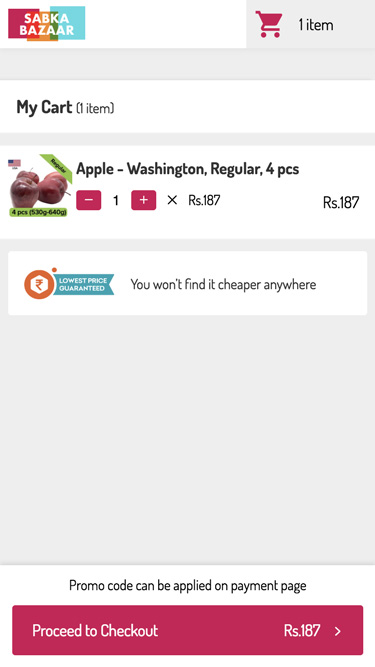 SABKA
BAZAAR
1 item
My Cart (1 item)
Regular
Apple - Washington, Regular, 4 pcs
− 1 + × Rs.187 Rs.187
4 pcs (530g-640g)
LOWEST PRICE
GUARANTEED
You won't find it cheaper anywhere
Promo code can be applied on payment page
Proceed to Checkout Rs.187 >